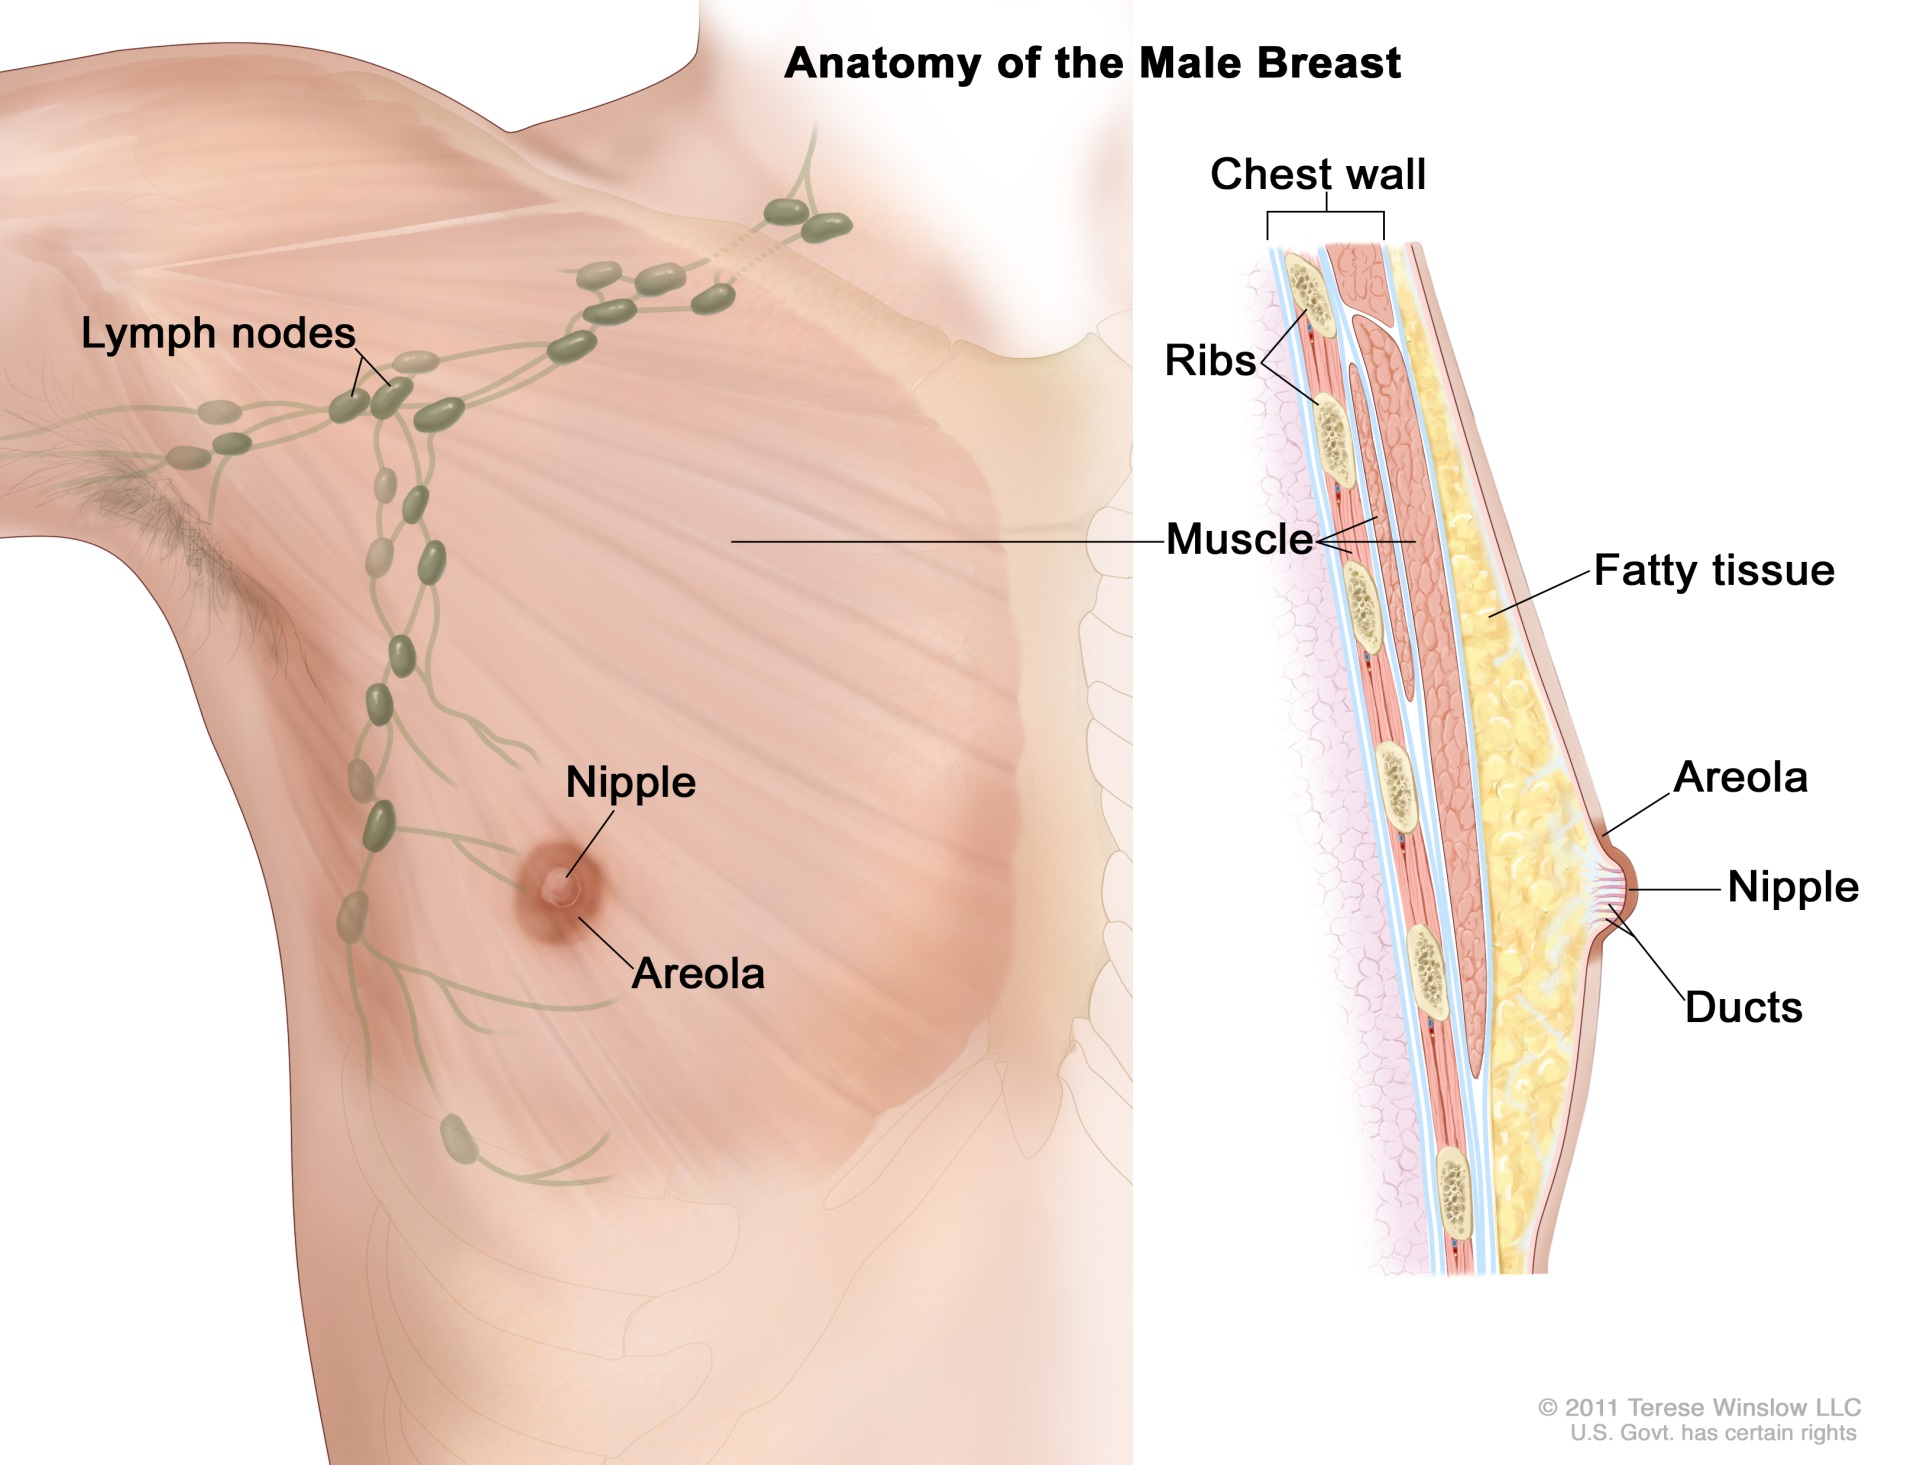 Anatomy of the Male Breast
Chest wall
Lymph nodes
Ribs
Muscle
Fatty tissue
Nipple
Areola
Areola
Nipple
Ducts
© 2011 Terese Winslow LLC
U.S. Govt. has certain rights